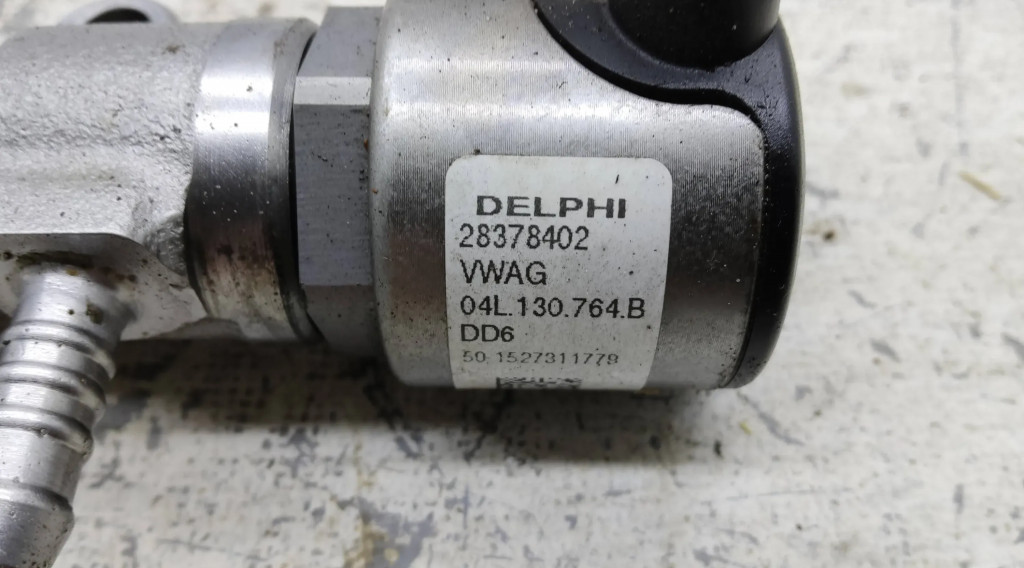 DELPHI
28378402
VWAG
04L.130.764.B
DD6
50 1527311778